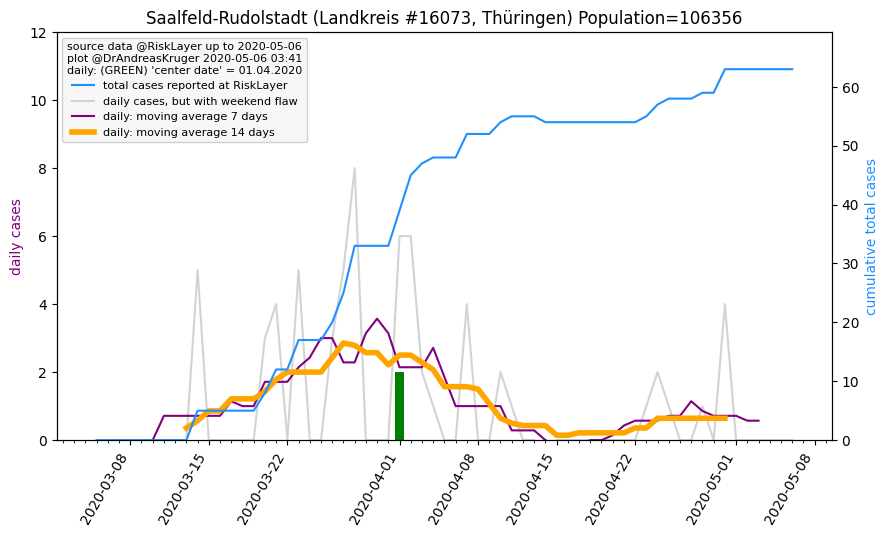 Saalfeld-Rudolstadt (Landkreis #16073, Thüringen) Population=106356
source data @RiskLayer up to 2020-05-06
plot @DrAndreasKruger 2020-05-06 03:41
daily: (GREEN) 'center date' = 01.04.2020
total cases reported at RiskLayer
daily cases, but with weekend flaw
daily: moving average 7 days
daily: moving average 14 days
daily cases
12
10
8
6
4
2
0
cumulative total cases
60
50
40
30
20
10
0
2020-03-08
2020-03-15
2020-03-22
2020-04-01
2020-04-08
2020-04-15
2020-04-22
2020-05-01
2020-05-08